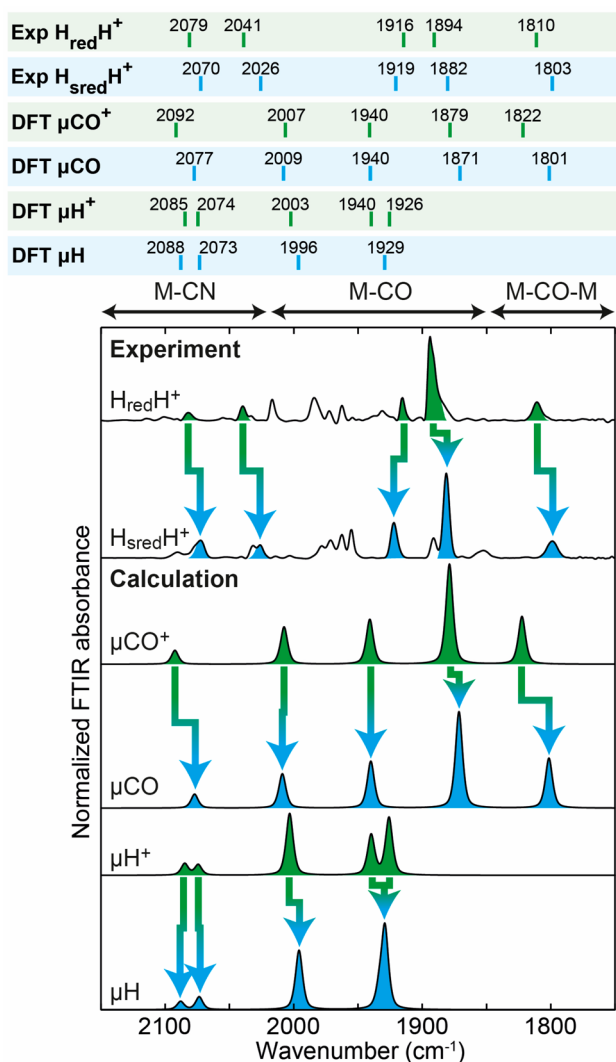 Exp HredH+ 2079 2041 1916 1894 1810
Exp HsredH+ 2070 2026 1919 1882 1803
DFT µCO+ 2092 2007 1940 1879 1822
DFT µCO 2077 2009 1940 1871 1801
DFT µH+ 2085 2074 2003 1940 1926
DFT µH 2088 2073 1996 1929
M-CN M-CO M-CO-M
Experiment
HredH+
HsredH+
Calculation
µCO+
µCO
µH+
µH
Normalized FTIR absorbance
2100 2000 1900 1800
Wavenumber (cm-1)